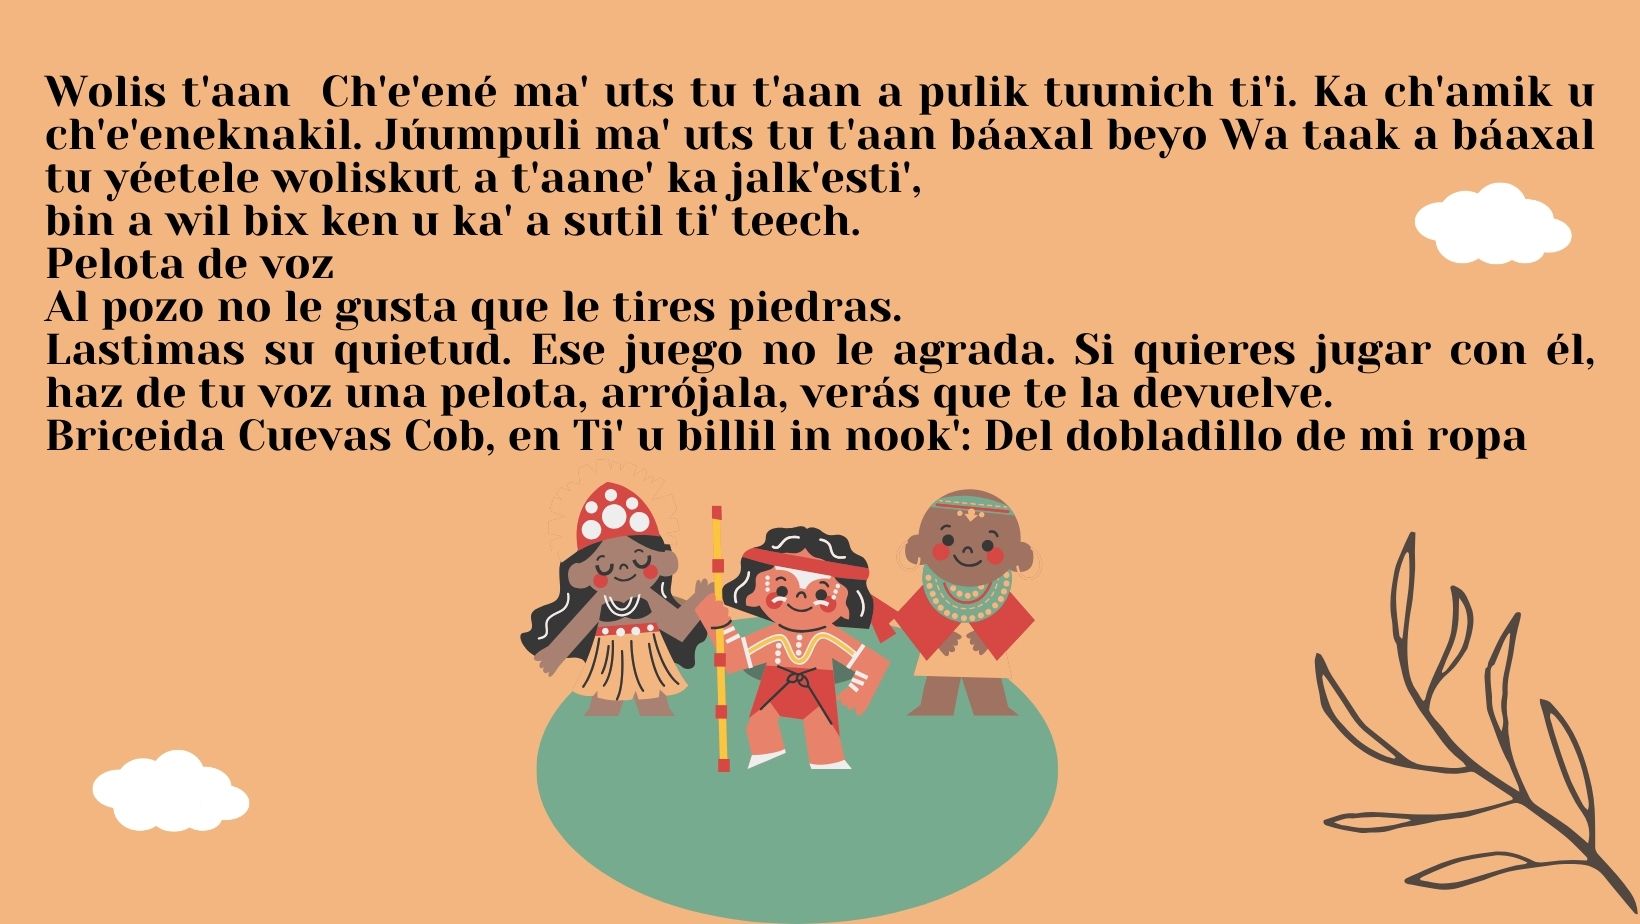 Wolis t'aan Ch'e'ené ma' uts tu t'aan a pulik tuunich ti'i. Ka ch'amik u
ch'e'eneknakil. Júumpuli ma' uts tu t'aan báaxal beyo Wa taak a báaxal
tu yéetele woliskut a t'aane' ka jalk'esti',
bin a wil bix ken u ka' a sutil ti' teech.
Pelota de voz
Al pozo no le gusta que le tires piedras.
Lastimas su quietud. Ese juego no le agrada. Si quieres jugar con él,
haz de tu voz una pelota, arrójala, verás que te la devuelve.
Briceida Cuevas Cob, en Ti' u billil in nook': Del dobladillo de mi ropa